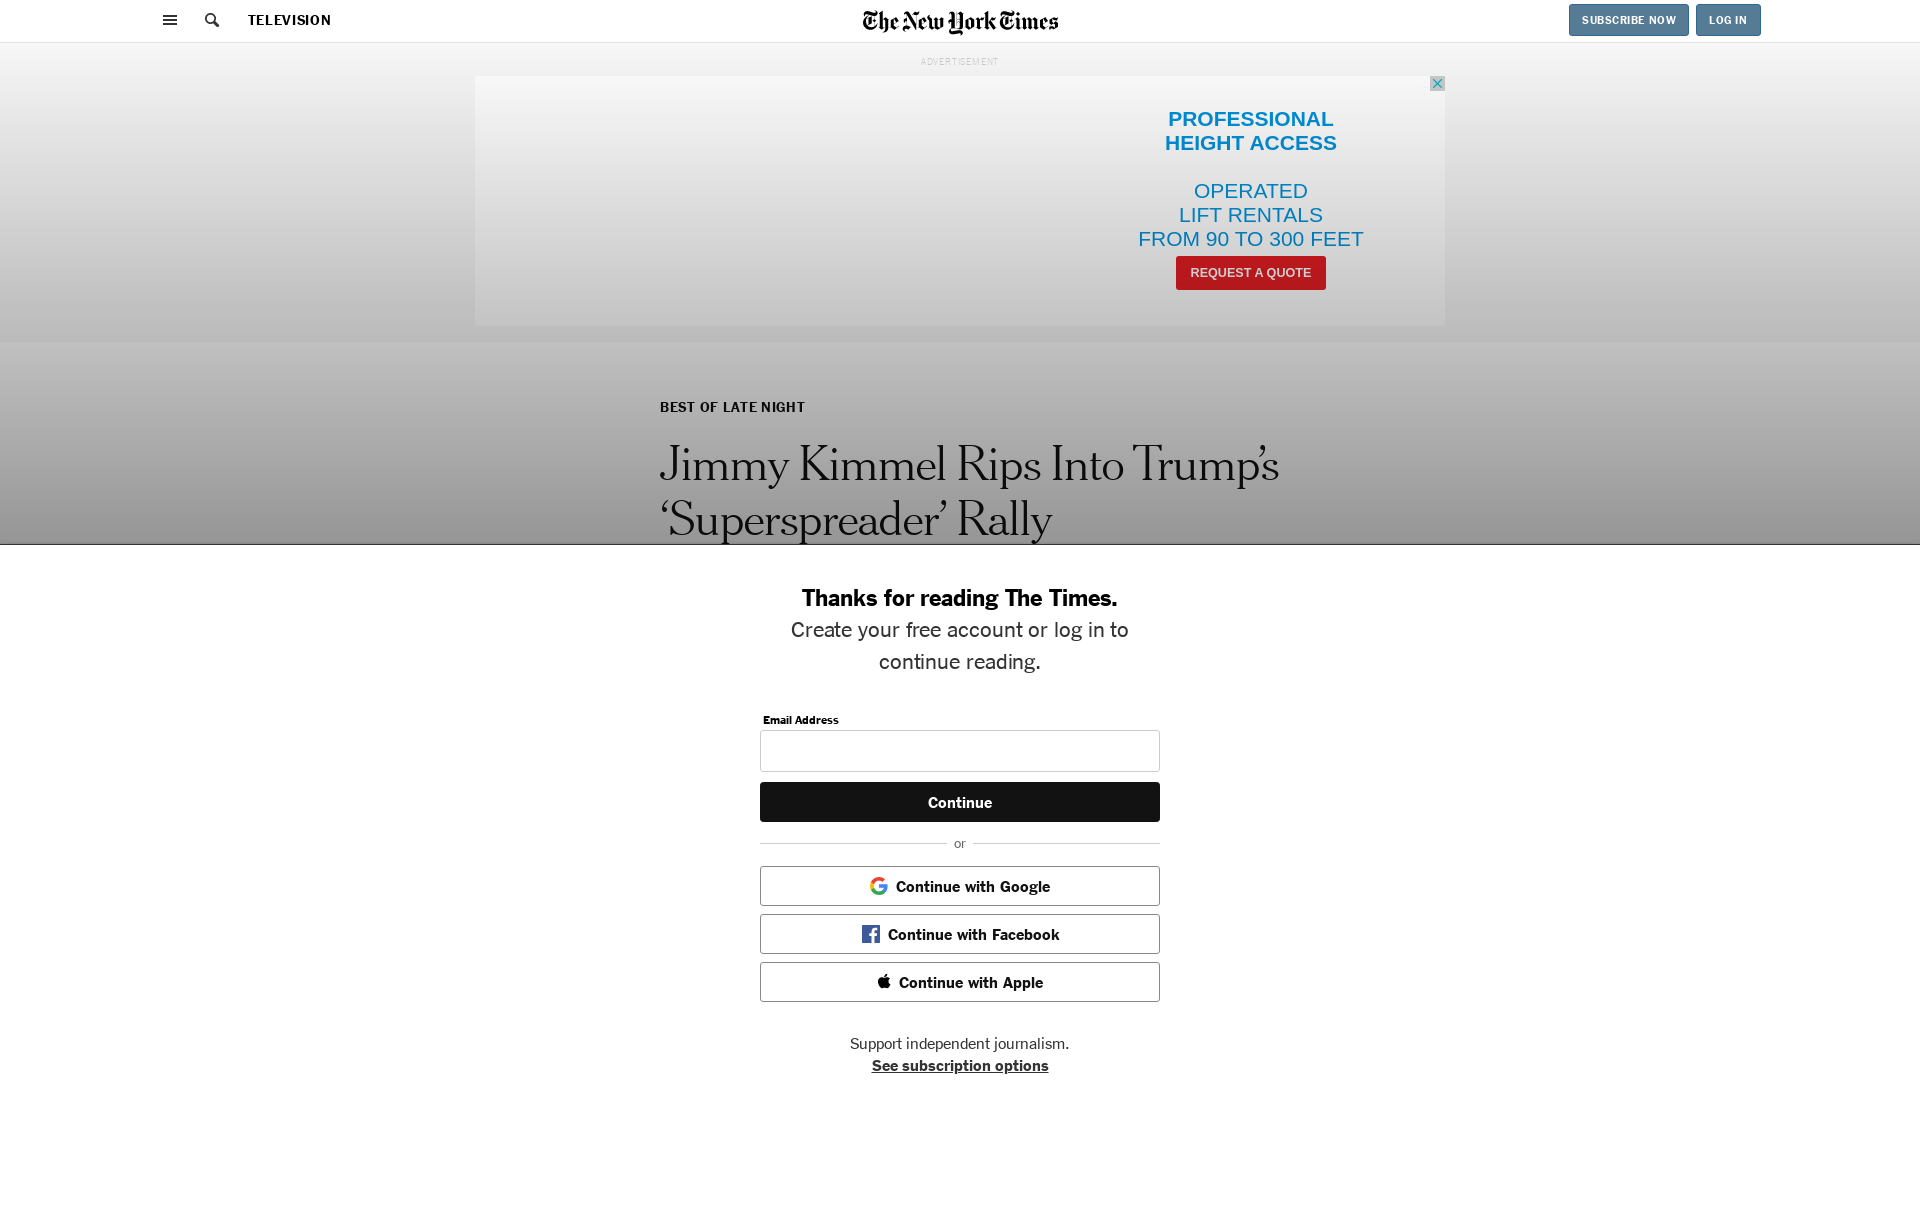 TELEVISION
The New York Times
SUBSCRIBE NOW
LOG IN
ADVERTISEMENT
PROFESSIONAL
HEIGHT ACCESS
OPERATED
LIFT RENTALS
FROM 90 TO 300 FEET
REQUEST A QUOTE
BEST OF LATE NIGHT
Jimmy Kimmel Rips Into Trump’s
‘Superspreader’ Rally
Thanks for reading The Times.
Create your free account or log in to
continue reading.
Email Address
Continue
or
Continue with Google
Continue with Facebook
Continue with Apple
Support independent journalism.
See subscription options